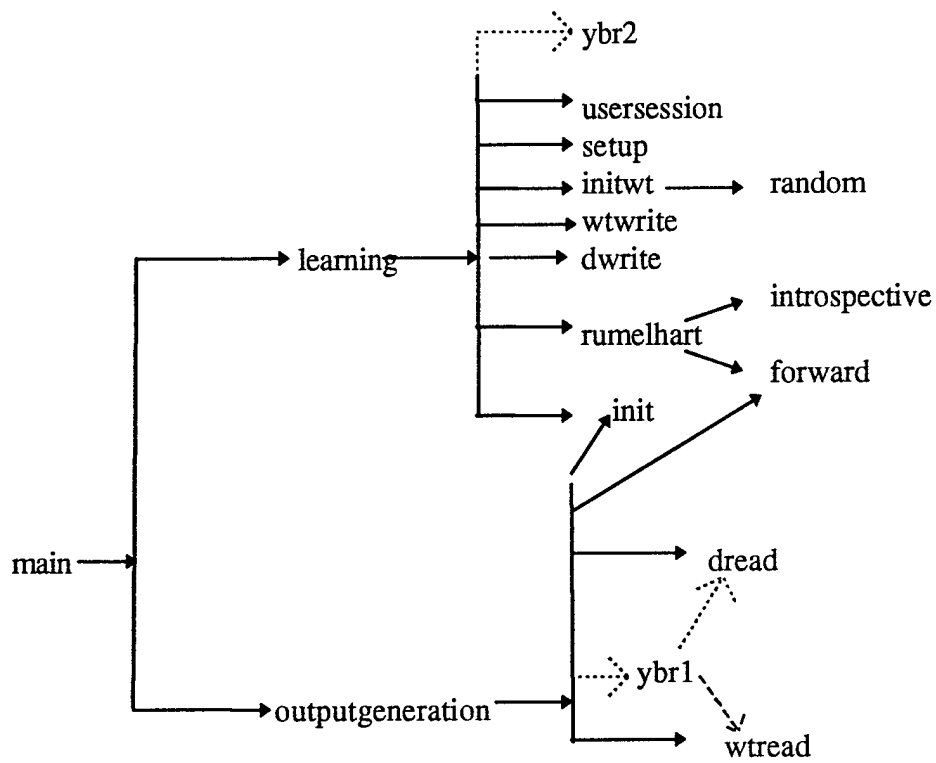 ybr2
usersession
setup
initwt random
wtwrite
learning dwrite
introspective
rumelhart
forward
init
main dread
ybr1
outputgeneration
wtread